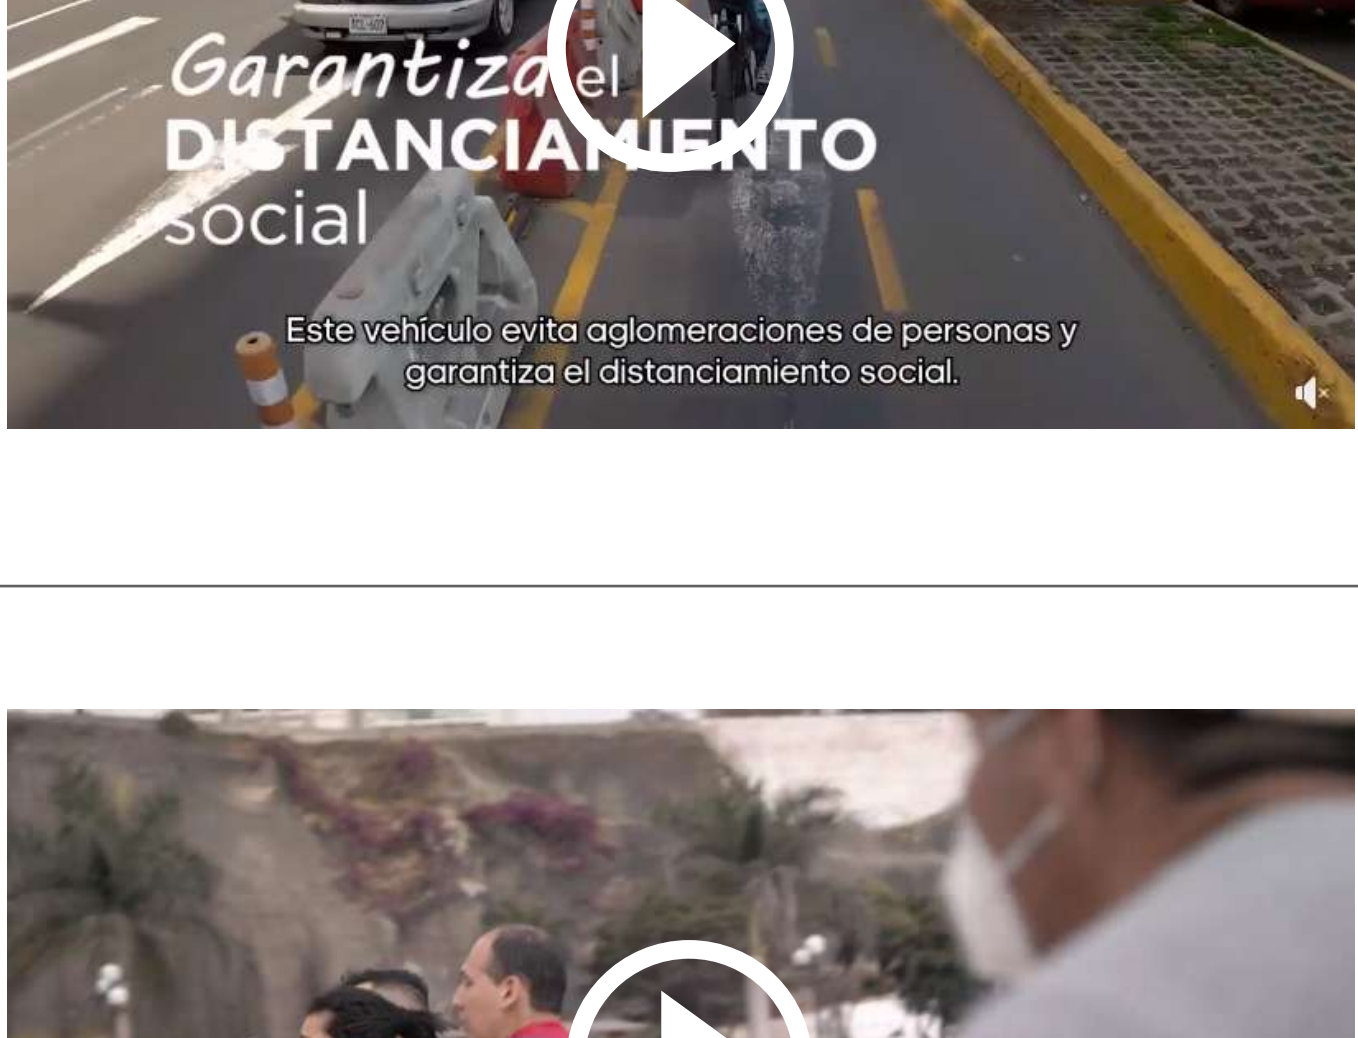 Garantiza el
DISTANCIAMIENTO
social
Este vehículo evita aglomeraciones de personas y
garantiza el distanciamiento social.